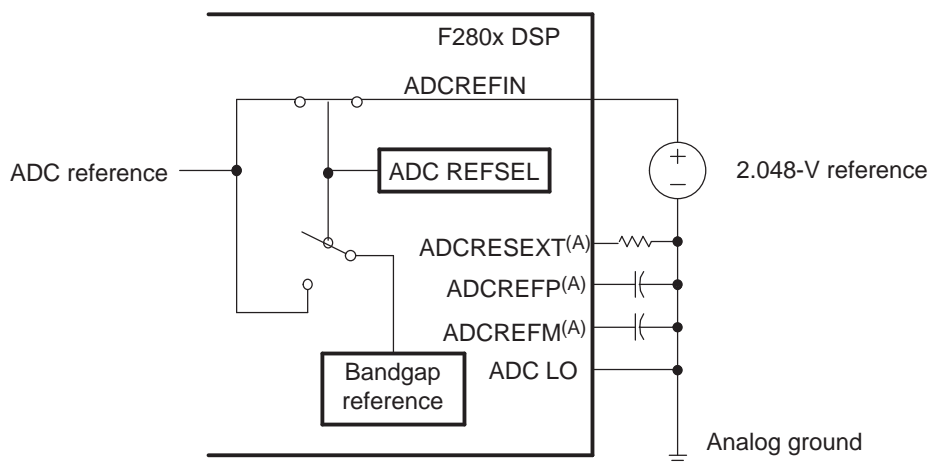 F280x DSP
ADCREFIN
ADC reference
ADC REFSEL
+
−
2.048-V reference
ADCRESEXT(A)
ADCREFP(A)
ADCREFM(A)
ADC LO
Bandgap
reference
Analog ground